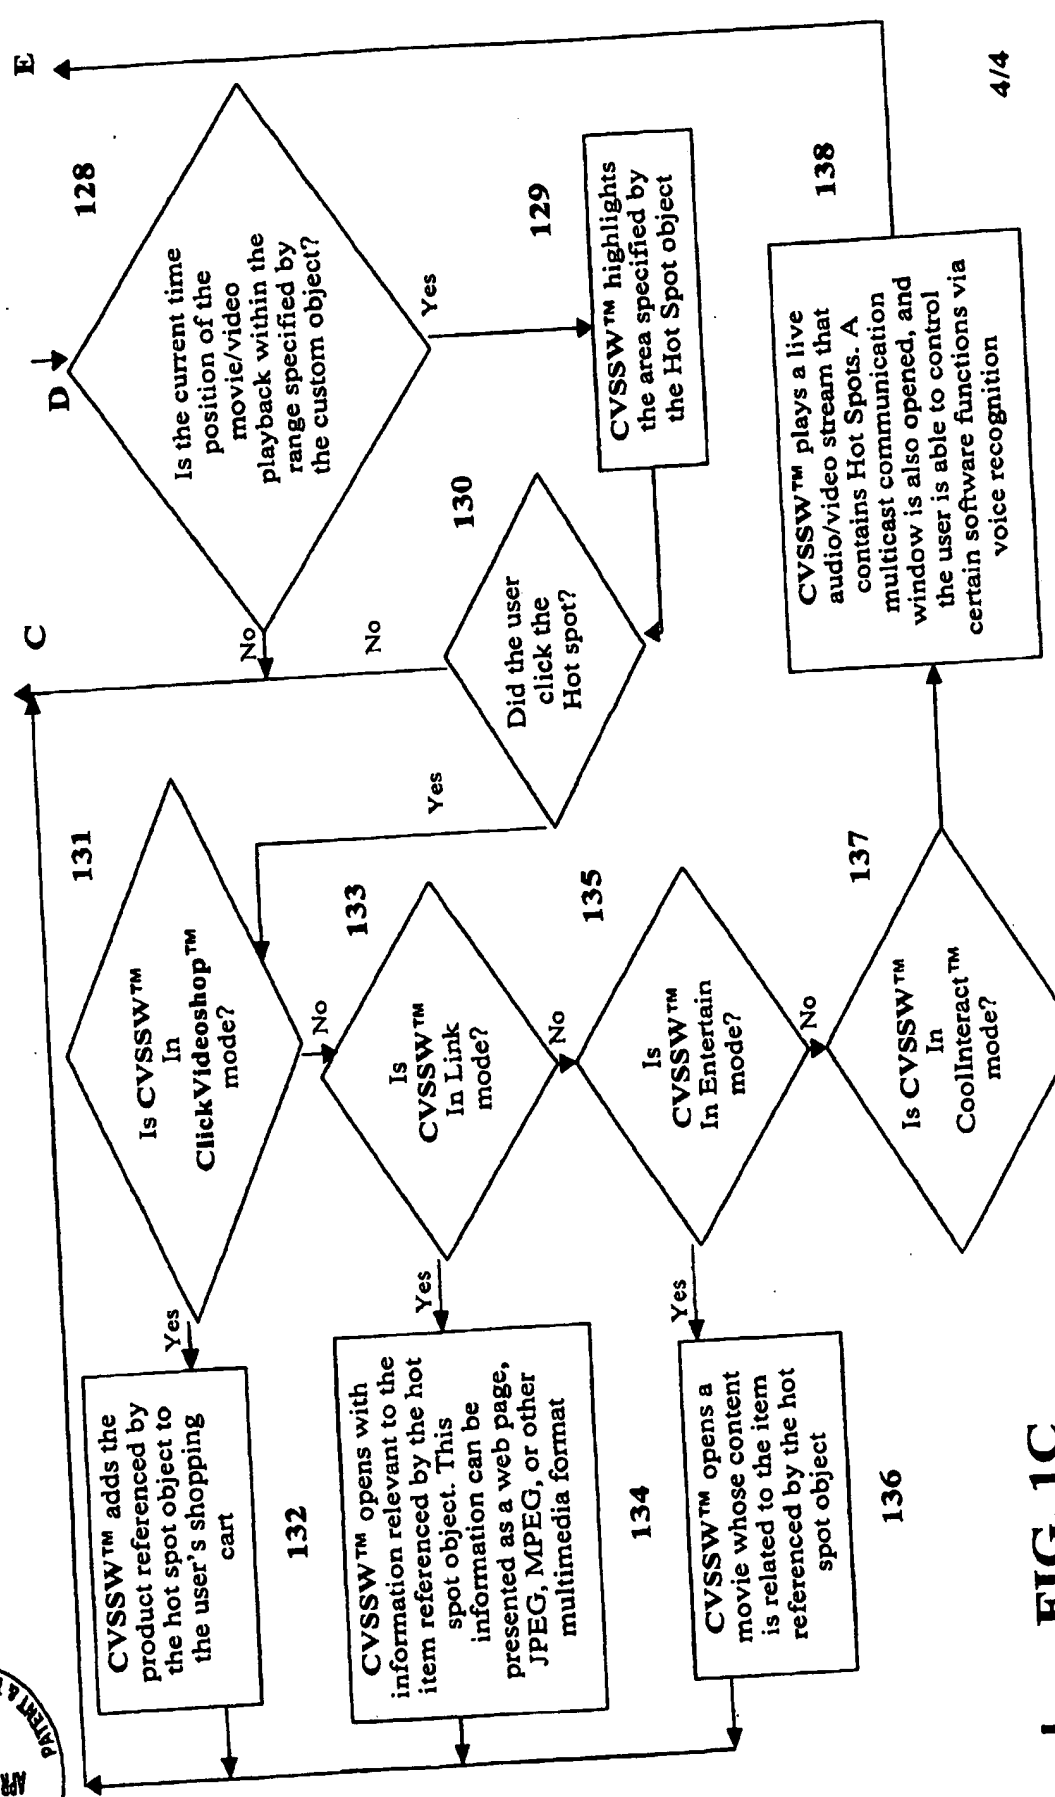 E
C
D
128
Is the current time
position of the
movie/video
playback within the
range specified by
the custom object?
No
Yes
129
CVSSW™ highlights
the area specified by
the Hot Spot object
130
Did the user
click the
Hot spot?
No
Yes
131
Is CVSSW™
In
ClickVideoshop™
mode?
Yes
No
CVSSW™ adds the
product referenced by
the hot spot object to
the user's shopping
cart
132
133
Is
CVSSW™
In Link
mode?
Yes
No
CVSSW™ opens with
information relevant to the
item referenced by the hot
spot object. This
information can be
presented as a web page,
JPEG, MPEG, or other
multimedia format
134
135
Is
CVSSW™
In Entertain
mode?
Yes
No
CVSSW™ opens a
movie whose content
is related to the item
referenced by the hot
spot object
136
137
Is CVSSW™
In
CoolInteract™
mode?
138
CVSSW™ plays a live
audio/video stream that
contains Hot Spots. A
multicast communication
window is also opened, and
the user is able to control
certain software functions via
voice recognition
4/4
FIG. 1C
PATENT &